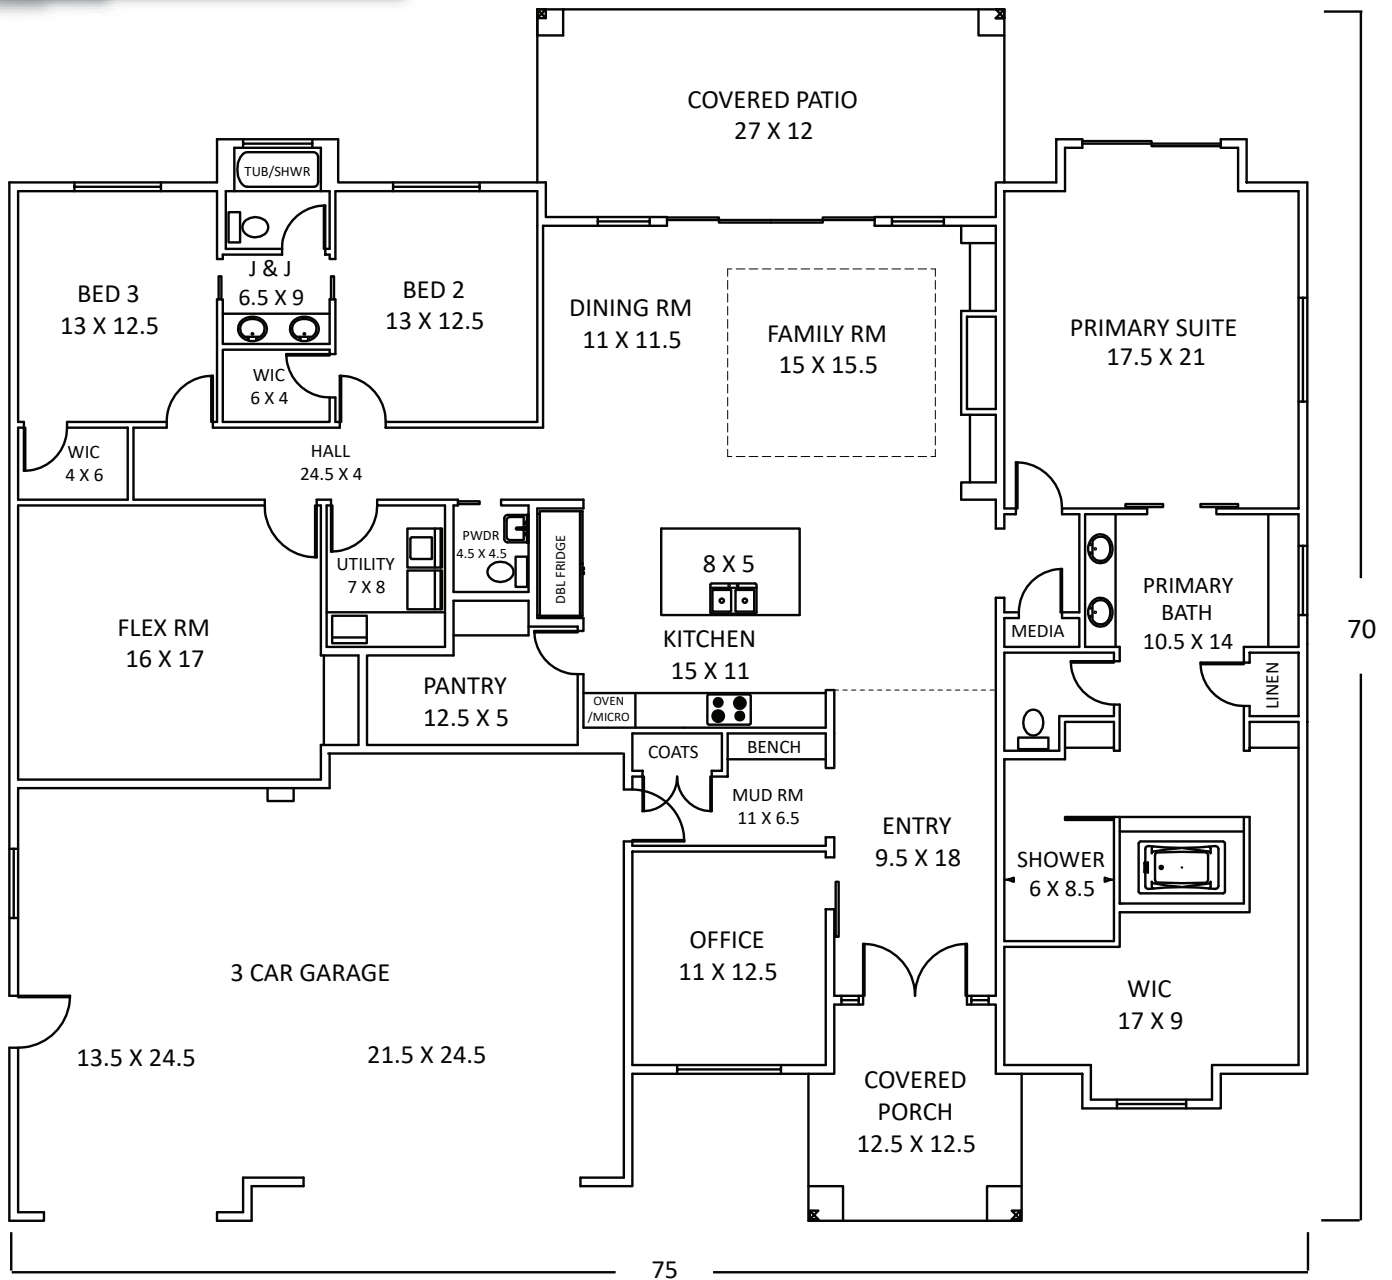 COVERED PATIO
27 X 12
TUB/SHWR
J & J
6.5 X 9
BED 3
13 X 12.5
BED 2
13 X 12.5
DINING RM
11 X 11.5
FAMILY RM
15 X 15.5
PRIMARY SUITE
17.5 X 21
WIC
6 X 4
WIC
4 X 6
HALL
24.5 X 4
PWDR
4.5 X 4.5
UTILITY
7 X 8
DBL FRIDGE
8 X 5
KITCHEN
15 X 11
MEDIA
PRIMARY
BATH
10.5 X 14
LINEN
70
FLEX RM
16 X 17
PANTRY
12.5 X 5
OVEN
/MICRO
COATS
BENCH
MUD RM
11 X 6.5
ENTRY
9.5 X 18
SHOWER
6 X 8.5
OFFICE
11 X 12.5
3 CAR GARAGE
13.5 X 24.5
21.5 X 24.5
WIC
17 X 9
COVERED
PORCH
12.5 X 12.5
75